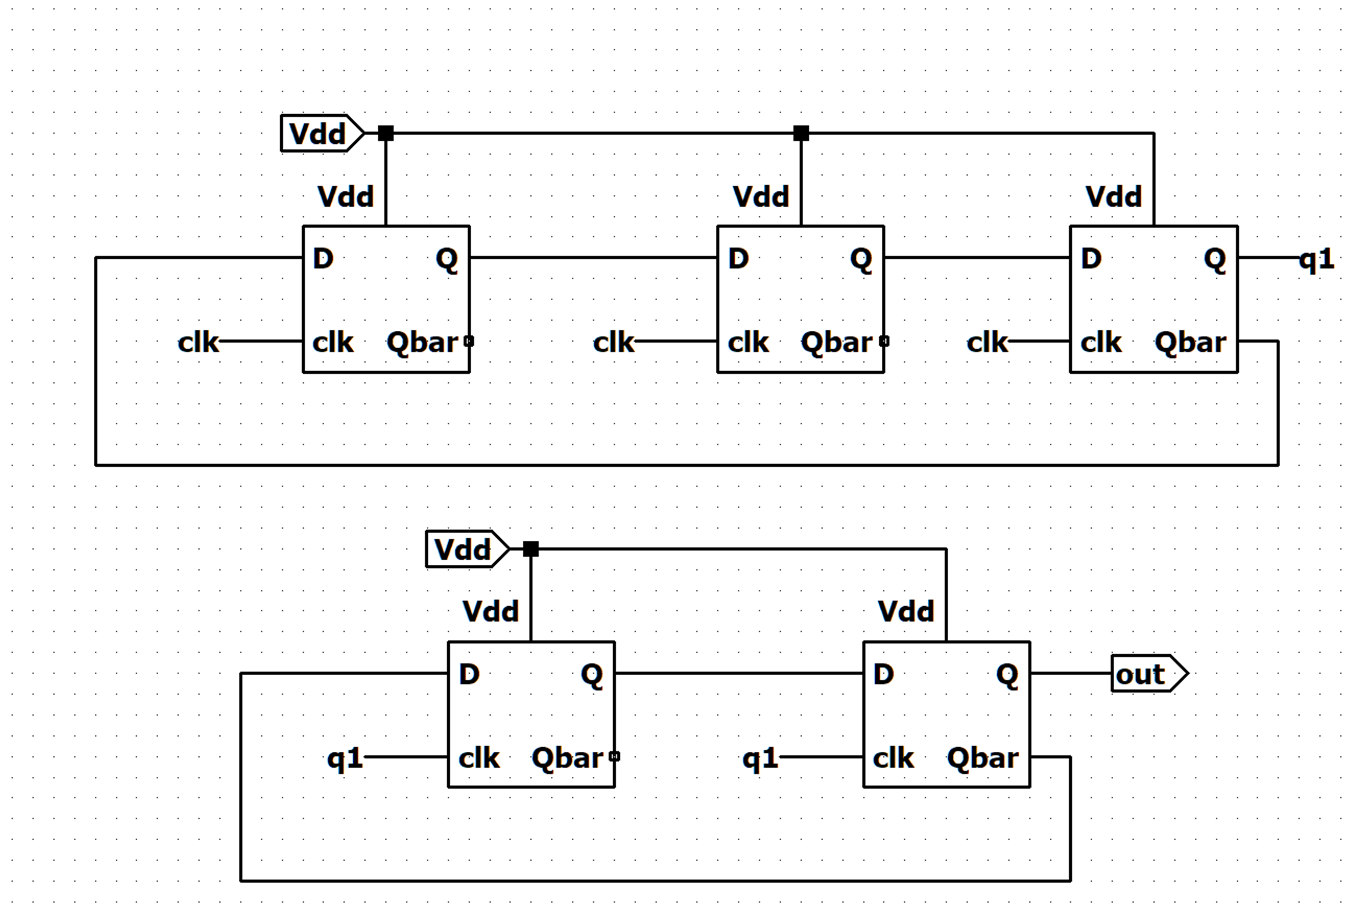 Vdd
Vdd Vdd Vdd
D Q D Q D Q q1
clk clk Qbar clk clk Qbar clk clk Qbar
Vdd
Vdd Vdd
D Q D Q out
q1 clk Qbar q1 clk Qbar